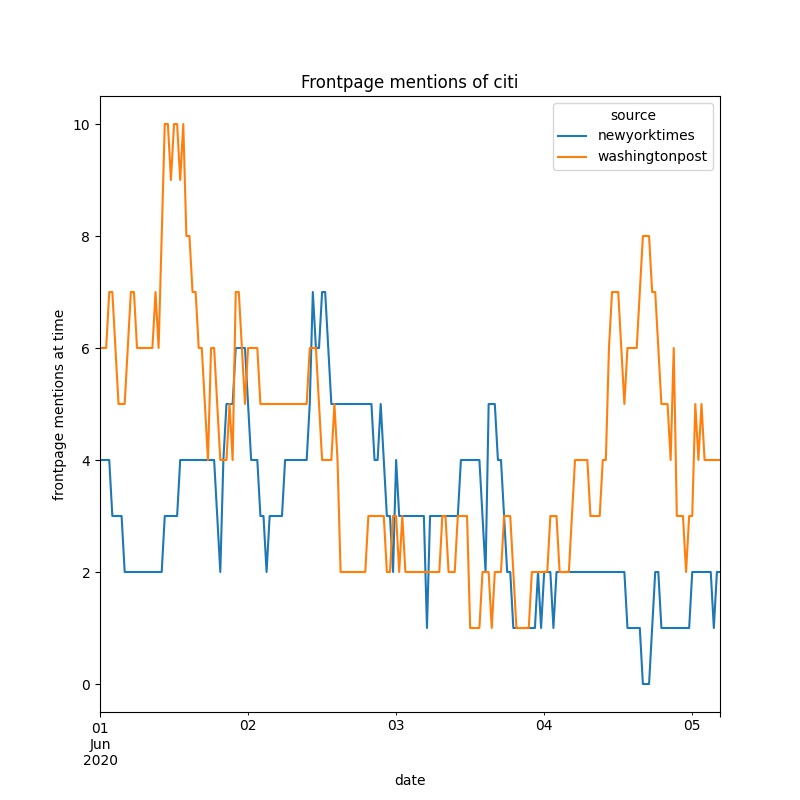 Frontpage mentions of citi
source
newyorktimes
washingtonpost
frontpage mentions at time
10
8
6
4
2
0
01
Jun
2020
02
03
04
05
date